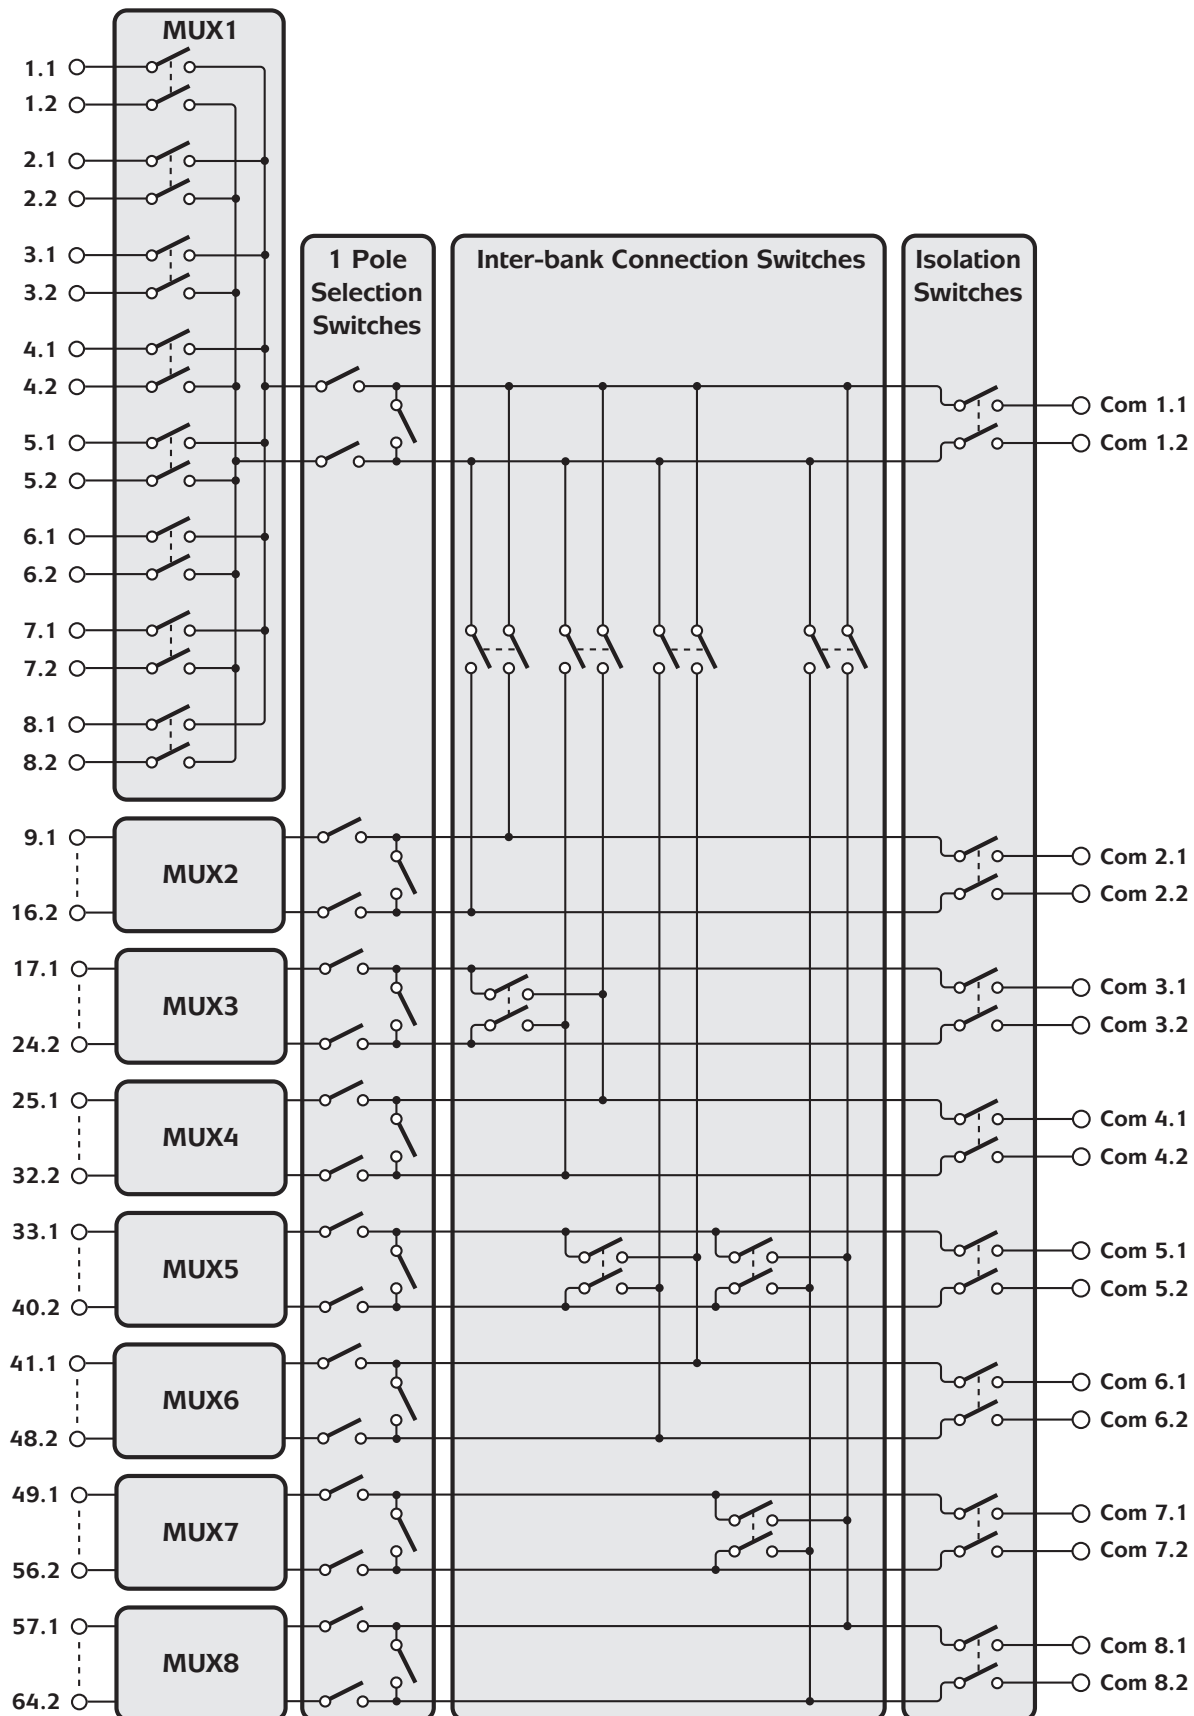 MUX1
1.1
1.2
2.1
2.2
3.1
3.2
4.1
4.2
5.1
5.2
6.1
6.2
7.1
7.2
8.1
8.2
1 Pole
Selection
Switches
Inter-bank Connection Switches
Isolation
Switches
Com 1.1
Com 1.2
9.1
16.2
MUX2
Com 2.1
Com 2.2
17.1
24.2
MUX3
Com 3.1
Com 3.2
25.1
32.2
MUX4
Com 4.1
Com 4.2
33.1
40.2
MUX5
Com 5.1
Com 5.2
41.1
48.2
MUX6
Com 6.1
Com 6.2
49.1
56.2
MUX7
Com 7.1
Com 7.2
57.1
64.2
MUX8
Com 8.1
Com 8.2